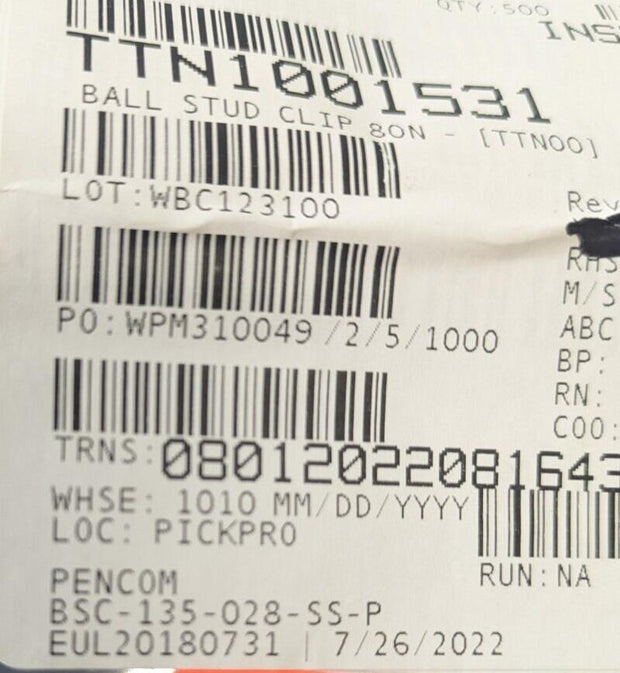 QTY:500
INS
TTN1001531
BALL STUD CLIP 80N - [TTN00]
LOT:WBC123100
Rev
RHS
PO:WPM310049 /2/5/1000
M/S
ABC
BP:
RN:
COO:
TRNS:08012022081643
WHSE: 1010 MM/DD/YYYY
LOC: PICKPRO
RUN:NA
PENCOM
BSC-135-028-SS-P
EUL20180731 | 7/26/2022